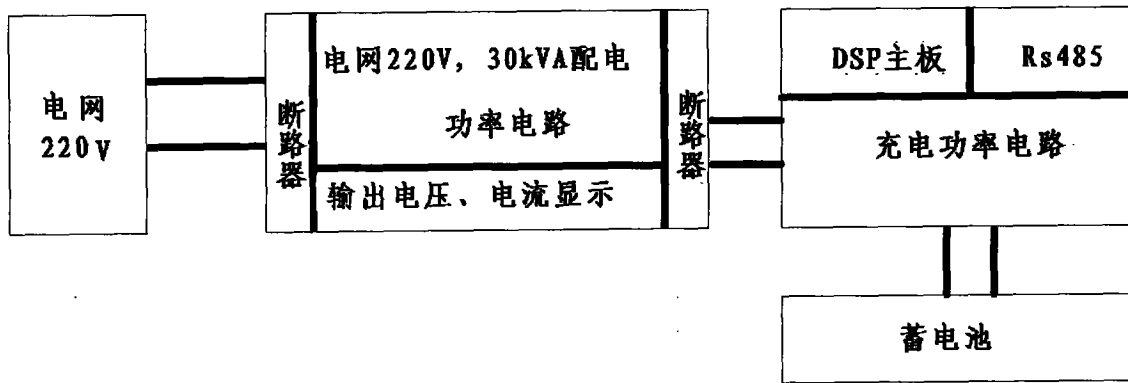 电网
220V
断路器
电网220V, 30kVA配电
功率电路
输出电压、电流显示
断路器
DSP主板
Rs485
充电功率电路
蓄电池